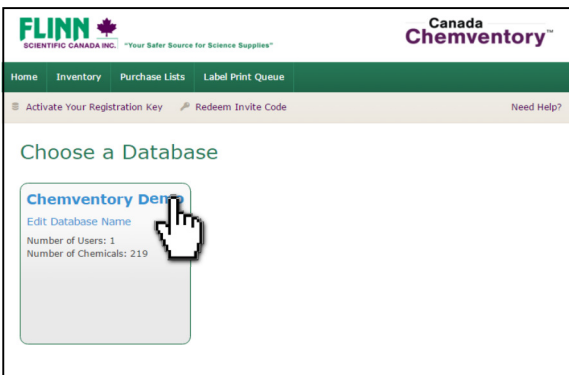 FLINN
SCIENTIFIC CANADA INC. "Your Safer Source for Science Supplies"
Canada
Chemventory™
Home Inventory Purchase Lists Label Print Queue
Activate Your Registration Key Redeem Invite Code Need Help?
Choose a Database
Chemventory Demo
Edit Database Name
Number of Users: 1
Number of Chemicals: 219